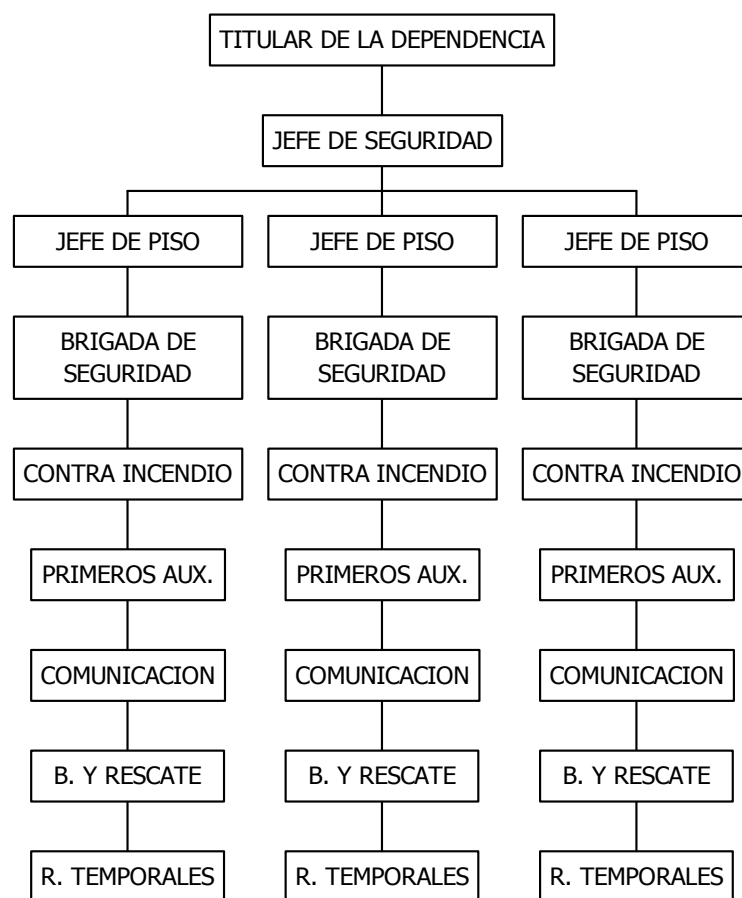 TITULAR DE LA DEPENDENCIA
JEFE DE SEGURIDAD
JEFE DE PISO
JEFE DE PISO
JEFE DE PISO
BRIGADA DE
SEGURIDAD
BRIGADA DE
SEGURIDAD
BRIGADA DE
SEGURIDAD
CONTRA INCENDIO
CONTRA INCENDIO
CONTRA INCENDIO
PRIMEROS AUX.
PRIMEROS AUX.
PRIMEROS AUX.
COMUNICACION
COMUNICACION
COMUNICACION
B. Y RESCATE
B. Y RESCATE
B. Y RESCATE
R. TEMPORALES
R. TEMPORALES
R. TEMPORALES